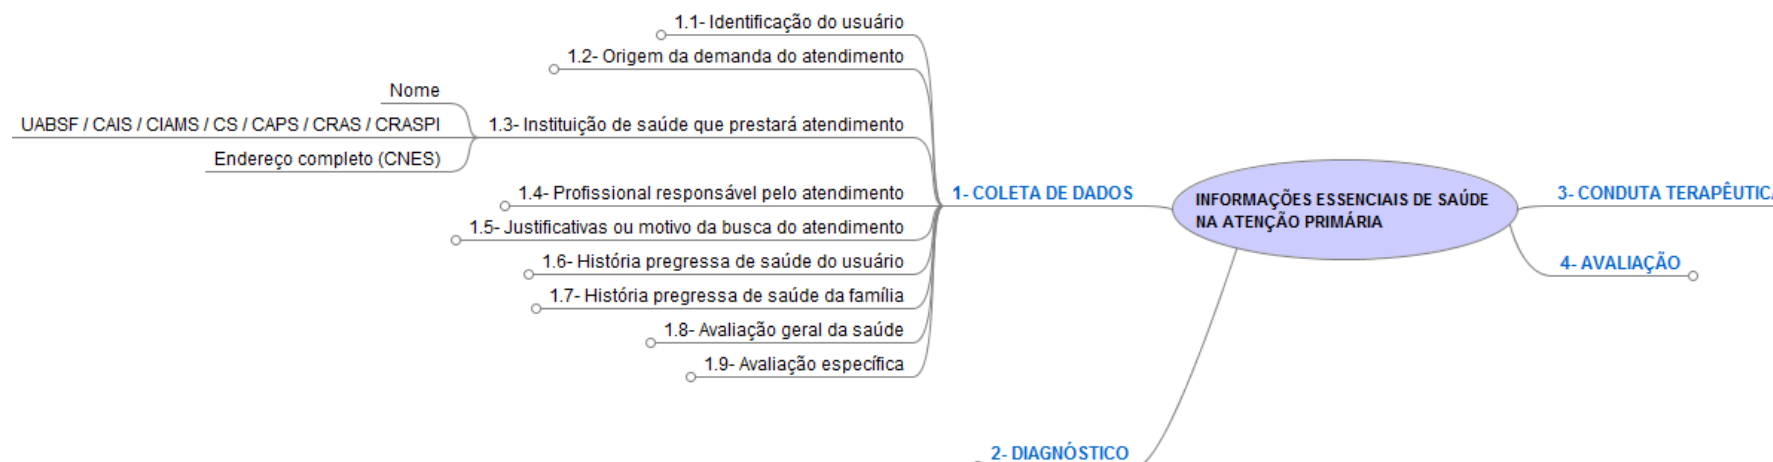 1.1- Identificação do usuário
1.2- Origem da demanda do atendimento
Nome
UABSF / CAIS / CIAMS / CS / CAPS / CRAS / CRASPI
Endereço completo (CNES)
1.3- Instituição de saúde que prestará atendimento
1.4- Profissional responsável pelo atendimento
1.5- Justificativas ou motivo da busca do atendimento
1.6- História pregressa de saúde do usuário
1.7- História pregressa de saúde da família
1.8- Avaliação geral da saúde
1.9- Avaliação específica
1- COLETA DE DADOS
INFORMAÇÕES ESSENCIAIS DE SAÚDE
NA ATENÇÃO PRIMÁRIA
2- DIAGNÓSTICO
3- CONDUTA TERAPÊUTICA
4- AVALIAÇÃO